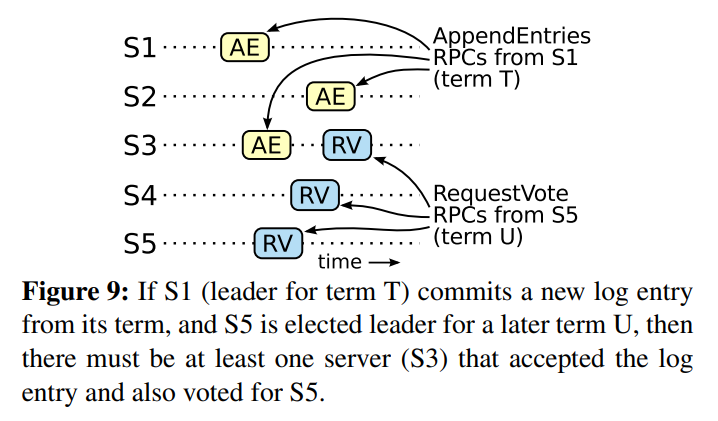 S1 AE AppendEntries
RPCs from S1
(term T)
S2 AE
S3 AE RV
S4 RV RequestVote
RPCs from S5
(term U)
S5 RV
time
Figure 9: If S1 (leader for term T) commits a new log entry
from its term, and S5 is elected leader for a later term U, then
there must be at least one server (S3) that accepted the log
entry and also voted for S5.